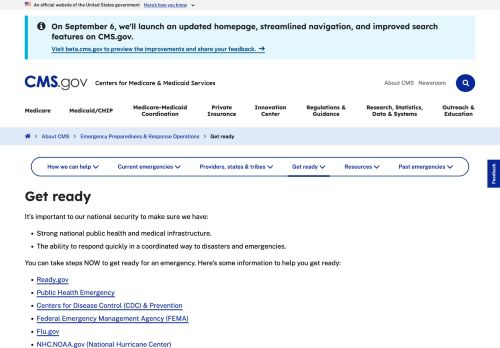 An official website of the United States government Here's how you know
On September 6, we'll launch an updated homepage, streamlined navigation, and improved search
features on CMS.gov.
Visit beta.cms.gov to preview the improvements and share your feedback.
CMS.gov Centers for Medicare & Medicaid Services
About CMS Newsroom
Medicare
Medicaid/CHIP
Medicare-Medicaid
Coordination
Private
Insurance
Innovation
Center
Regulations &
Guidance
Research, Statistics,
Data & Systems
Outreach &
Education
About CMS Emergency Preparedness & Response Operations Get ready
How we can help Current emergencies Providers, states & tribes Get ready Resources Past emergencies
Feedback
Get ready
It's important to our national security to make sure we have:
Strong national public health and medical infrastructure.
The ability to respond quickly in a coordinated way to disasters and emergencies.
You can take steps NOW to get ready for an emergency. Here's some information to help you get ready:
Ready.gov
Public Health Emergency
Centers for Disease Control (CDC) & Prevention
Federal Emergency Management Agency (FEMA)
Flu.gov
NHC.NOAA.gov (National Hurricane Center)